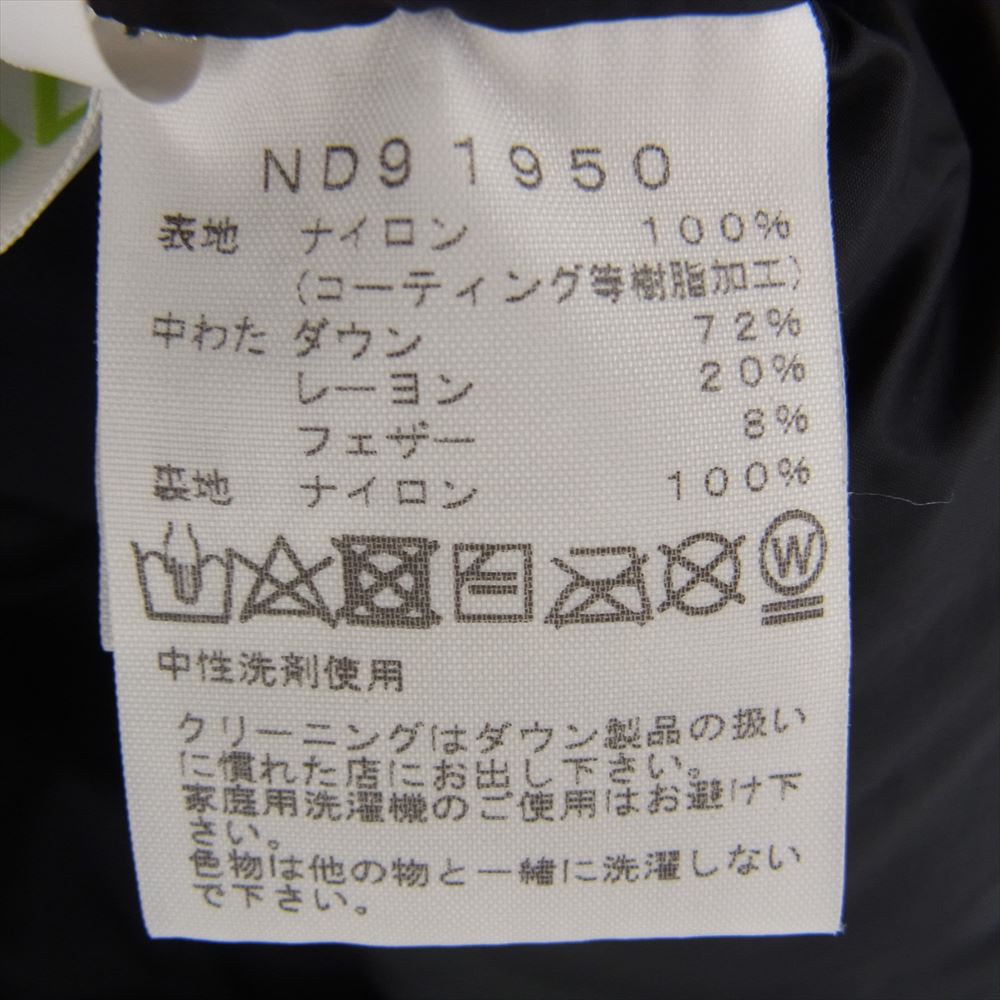 ND91950
表地 ナイロン 100%
(コーティング等樹脂加工)
中わた ダウン 72%
レーヨン 20%
フェザー 8%
裏地 ナイロン 100%
W
中性洗剤使用
クリーニングはダウン製品の扱い
に慣れた店にお出し下さい。
家庭用洗濯機のご使用はお避け下
さい。
色物は他の物と一緒に洗濯しない
で下さい。